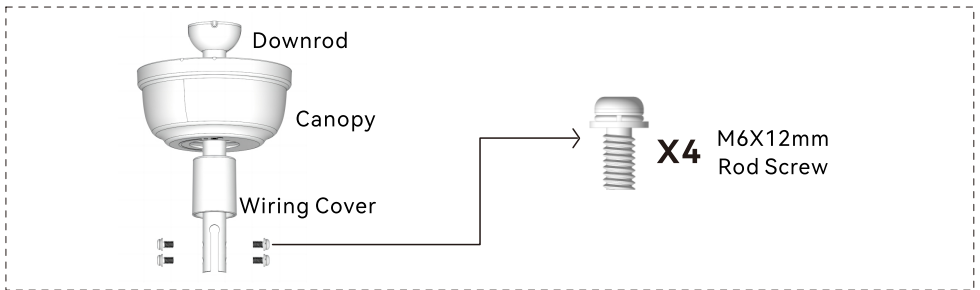 Downrod
Canopy
Wiring Cover
X4
M6X12mm
Rod Screw